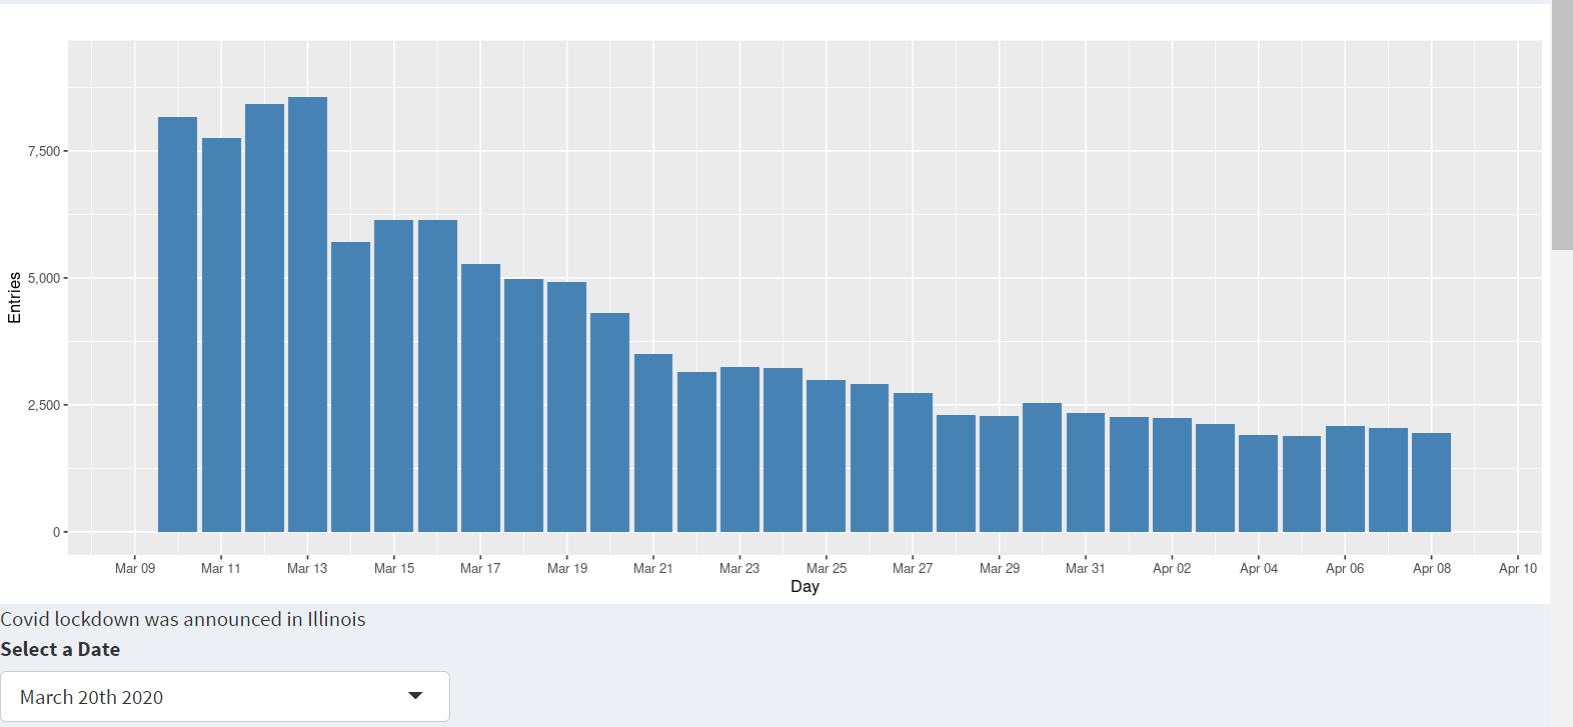 7,500
5,000
2,500
0
Entries
Mar 09 Mar 11 Mar 13 Mar 15 Mar 17 Mar 19 Mar 21 Mar 23 Mar 25 Mar 27 Mar 29 Mar 31 Apr 02 Apr 04 Apr 06 Apr 08 Apr 10
Day
Covid lockdown was announced in Illinois
Select a Date
March 20th 2020